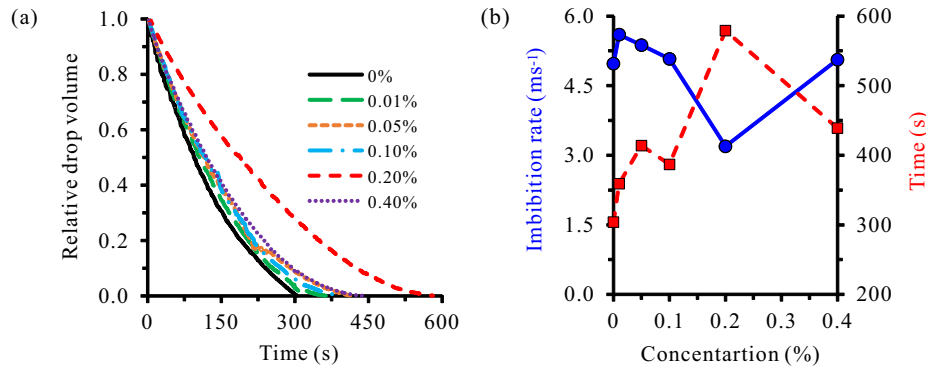 (a)
Relative drop volume
1.0
0.8
0.6
0.4
0.2
0.0
0%
0.01%
0.05%
0.10%
0.20%
0.40%
0 150 300 450 600
Time (s)
(b)
Imbibition rate (ms⁻¹)
6.0
4.5
3.0
1.5
0.0
600
500
400
300
200
Time (s)
0 0.1 0.2 0.3 0.4
Concentartion (%)